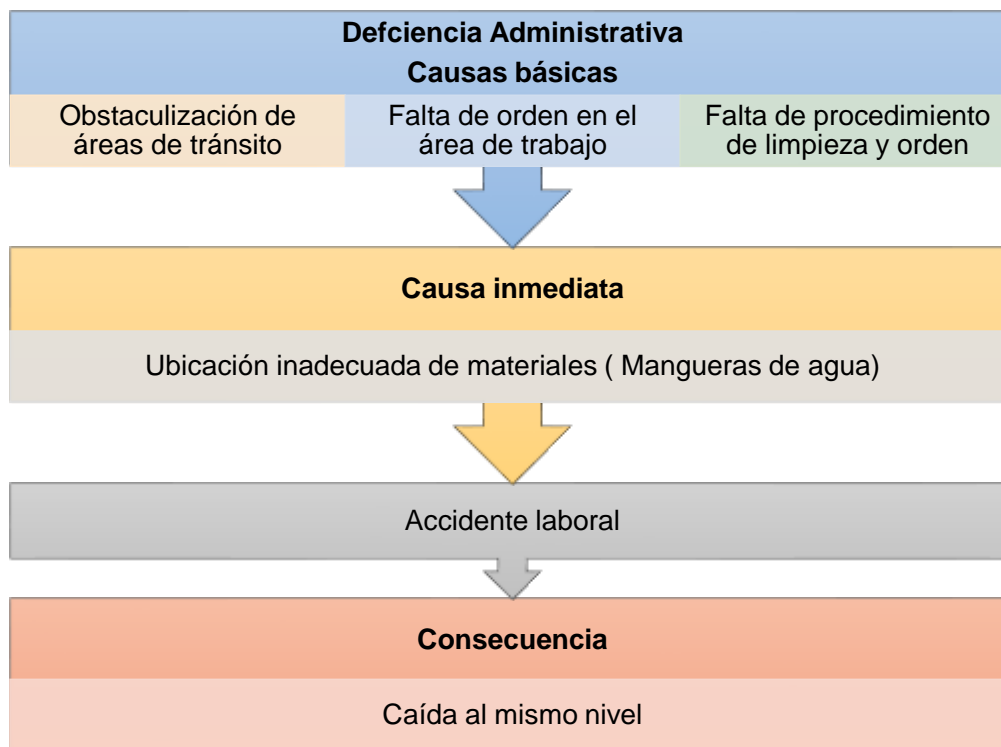 Defciencia Administrativa
Causas básicas
Obstaculización de
áreas de tránsito
Falta de orden en el
área de trabajo
Falta de procedimiento
de limpieza y orden
Causa inmediata
Ubicación inadecuada de materiales ( Mangueras de agua)
Accidente laboral
Consecuencia
Caída al mismo nivel